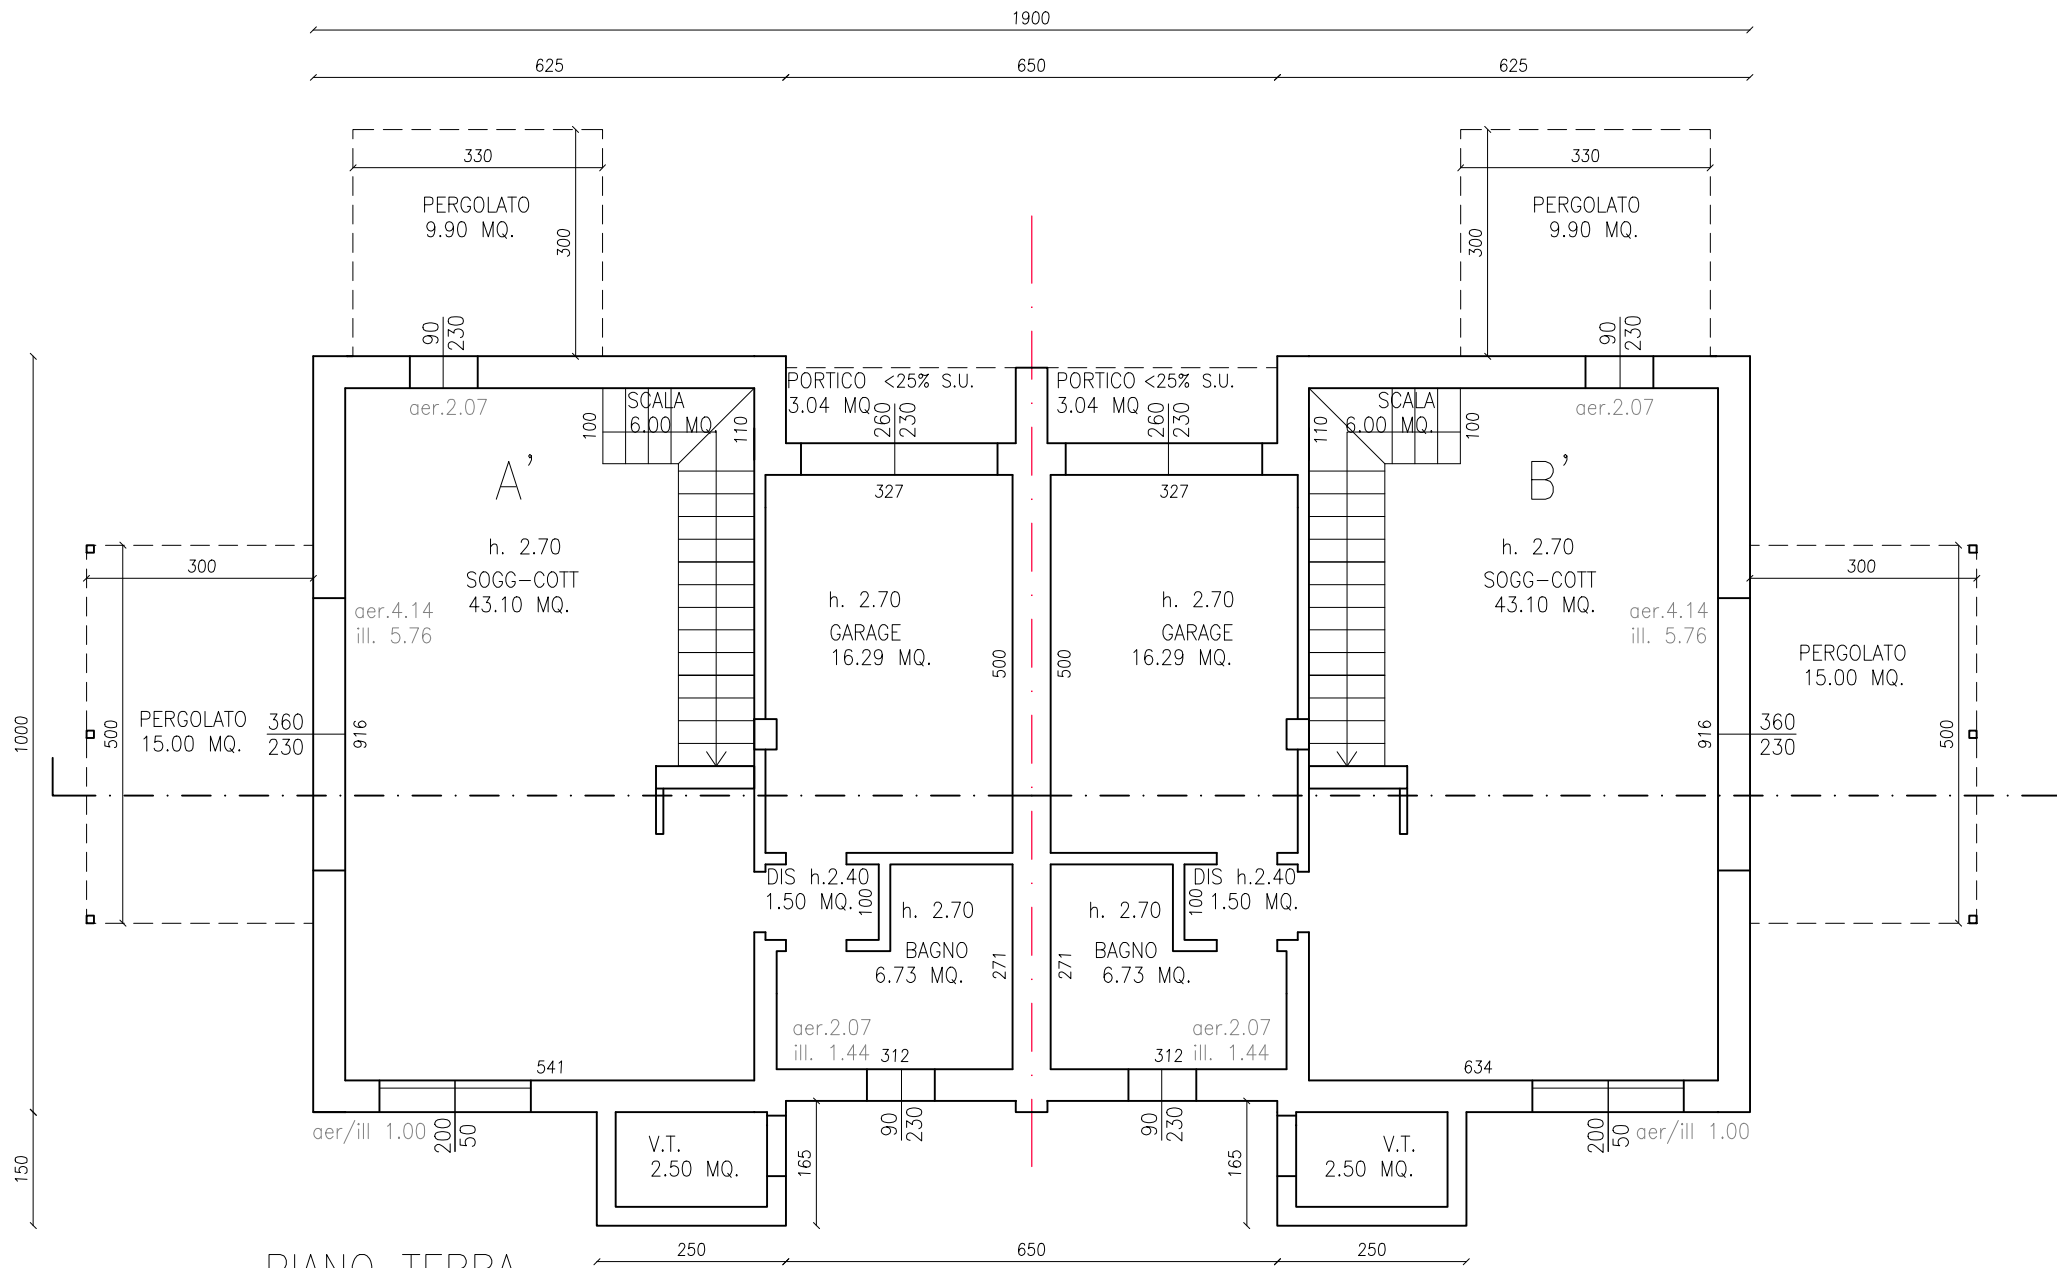 1900
625 650 625
330 330
PERGOLATO
9.90 MQ.
300
PERGOLATO
9.90 MQ.
300
90
230
90
230
PORTICO <25% S.U.
3.04 MQ
PORTICO <25% S.U.
3.04 MQ
260
230
260
230
aer.2.07
SCALA
6.00 MQ.
100
110
SCALA
6.00 MQ.
110
100
aer.2.07
A'
B'
327 327
h. 2.70
SOGG-COTT
43.10 MQ.
h. 2.70
SOGG-COTT
43.10 MQ.
300 300
aer.4.14
ill. 5.76
aer.4.14
ill. 5.76
h. 2.70
GARAGE
16.29 MQ.
500
h. 2.70
GARAGE
16.29 MQ.
500
PERGOLATO
15.00 MQ.
500
360
230
916
PERGOLATO
15.00 MQ.
500
360
230
916
1000
DIS h.2.40
1.50 MQ.
100
DIS h.2.40
1.50 MQ.
100
h. 2.70
BAGNO
6.73 MQ.
271
h. 2.70
BAGNO
6.73 MQ.
271
aer.2.07
ill. 1.44
312
aer.2.07
ill. 1.44
312
541 634
aer/ill 1.00
200
50
90
230
90
230
200
50
aer/ill 1.00
150
V.T.
2.50 MQ.
165
165
V.T.
2.50 MQ.
250 650 250
PIANO TERRA